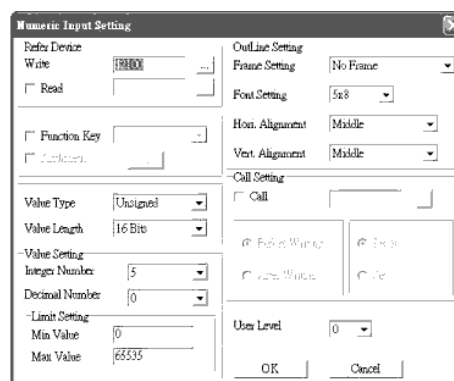 Numeric Input Setting
Refer Device
Write
...
Read
Function Key
Value Type Unsigned
Value Length 16 Bits
Value Setting
Integer Number 5
Decimal Number 0
Limit Setting
Min Value 0
Max Value 65535
OutLine Setting
Frame Setting No Frame
Font Setting 5x8
Hori. Alignment Middle
Vert. Alignment Middle
Call Setting
Call
User Level 0
OK Cancel